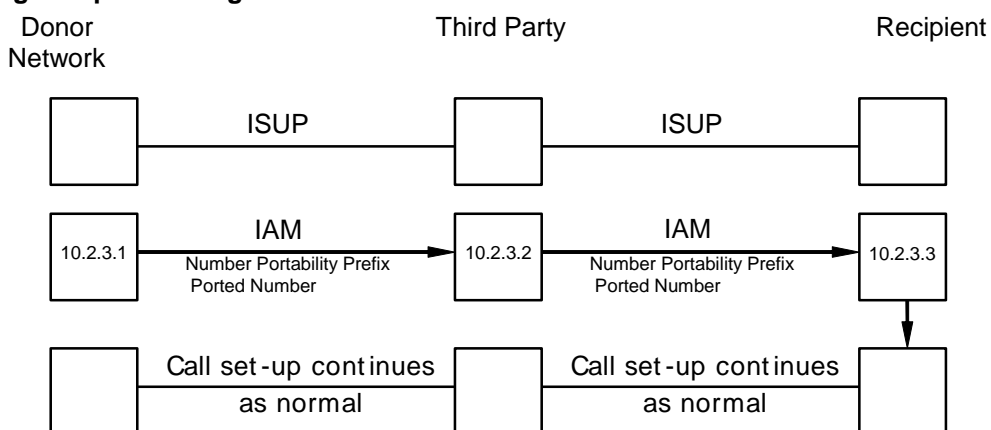 Donor
Network
Third Party
Recipient
ISUP
ISUP
10.2.3.1
IAM
Number Portability Prefix
Ported Number
10.2.3.2
IAM
Number Portability Prefix
Ported Number
10.2.3.3
Call set-up continues
as normal
Call set-up continues
as normal